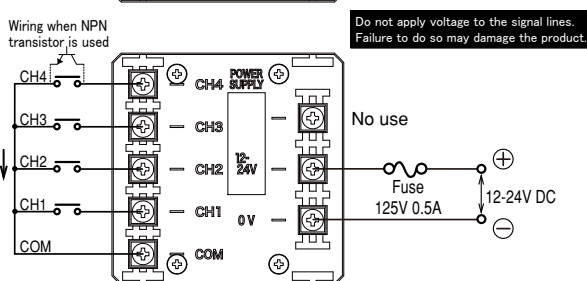 Wiring when NPN
transistor is used
Do not apply voltage to the signal lines.
Failure to do so may damage the product.
CH4
CH3
CH2
CH1
COM
CH4
CH3
CH2
CH1
COM
POWER
SUPPLY
12-
24V
0 V
No use
Fuse
125V 0.5A
+
12-24V DC
−